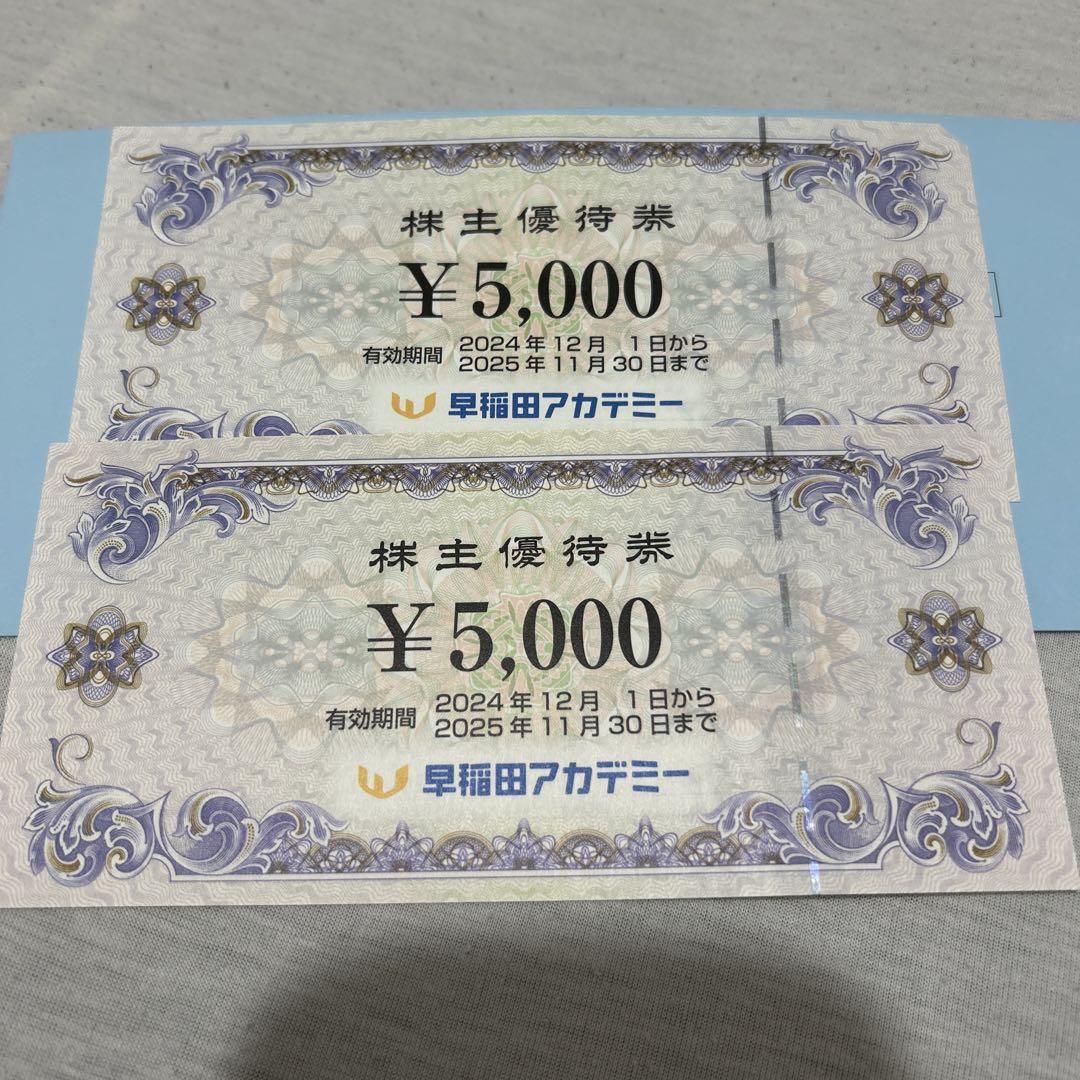 株主優待券
¥5,000
有効期間 2024年12月 1日から
2025年11月30日まで
早稲田アカデミー
株主優待券
¥5,000
有効期間 2024年12月 1日から
2025年11月30日まで
早稲田アカデミー